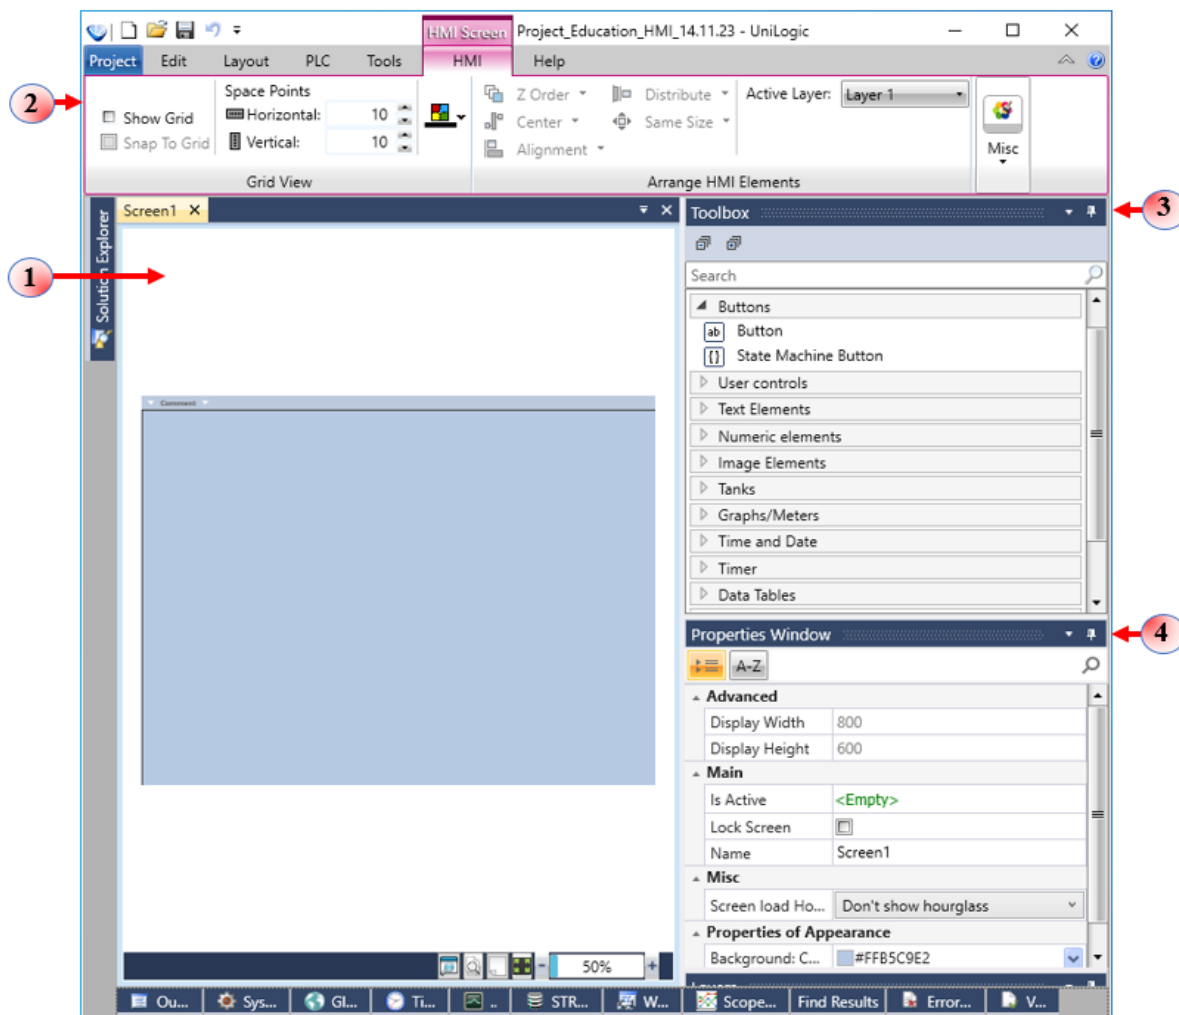 HMI Screen Project_Education_HMI_14.11.23 - UniLogic
Project Edit Layout PLC Tools HMI Help
2
Space Points
Show Grid Horizontal: 10
Snap To Grid Vertical: 10
Grid View
Z Order Distribute Active Layer: Layer 1
Center Same Size
Alignment
Arrange HMI Elements
Misc
Solution Explorer
Screen1
1
Comment
50%
Toolbox
3
Search
Buttons
ab Button
{} State Machine Button
User controls
Text Elements
Numeric elements
Image Elements
Tanks
Graphs/Meters
Time and Date
Timer
Data Tables
Properties Window
4
A-Z
Advanced
Display Width 800
Display Height 600
Main
Is Active <Empty>
Lock Screen
Name Screen1
Misc
Screen load Ho... Don't show hourglass
Properties of Appearance
Background: C... #FFB5C9E2
Ou... Sys... Gl... Ti... .. STR... W... Scope... Find Results Error... V...